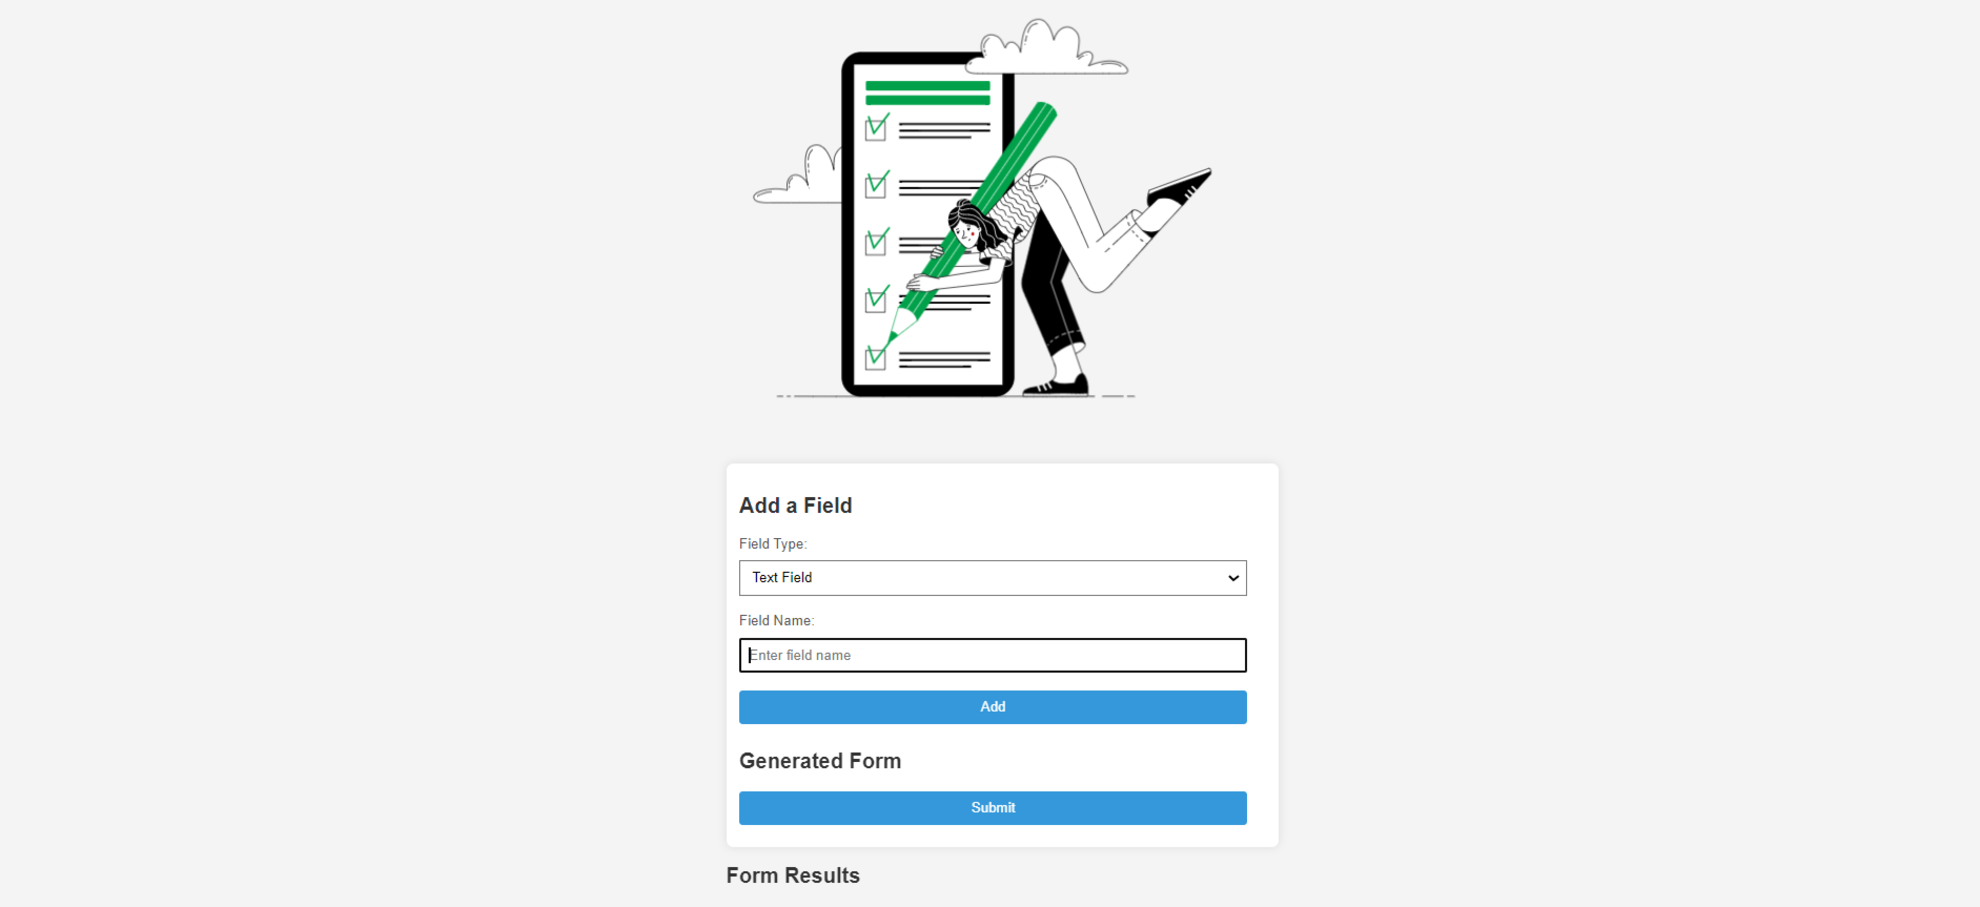 Add a Field
Field Type:
Text Field
Field Name:
Enter field name
Add
Generated Form
Submit
Form Results